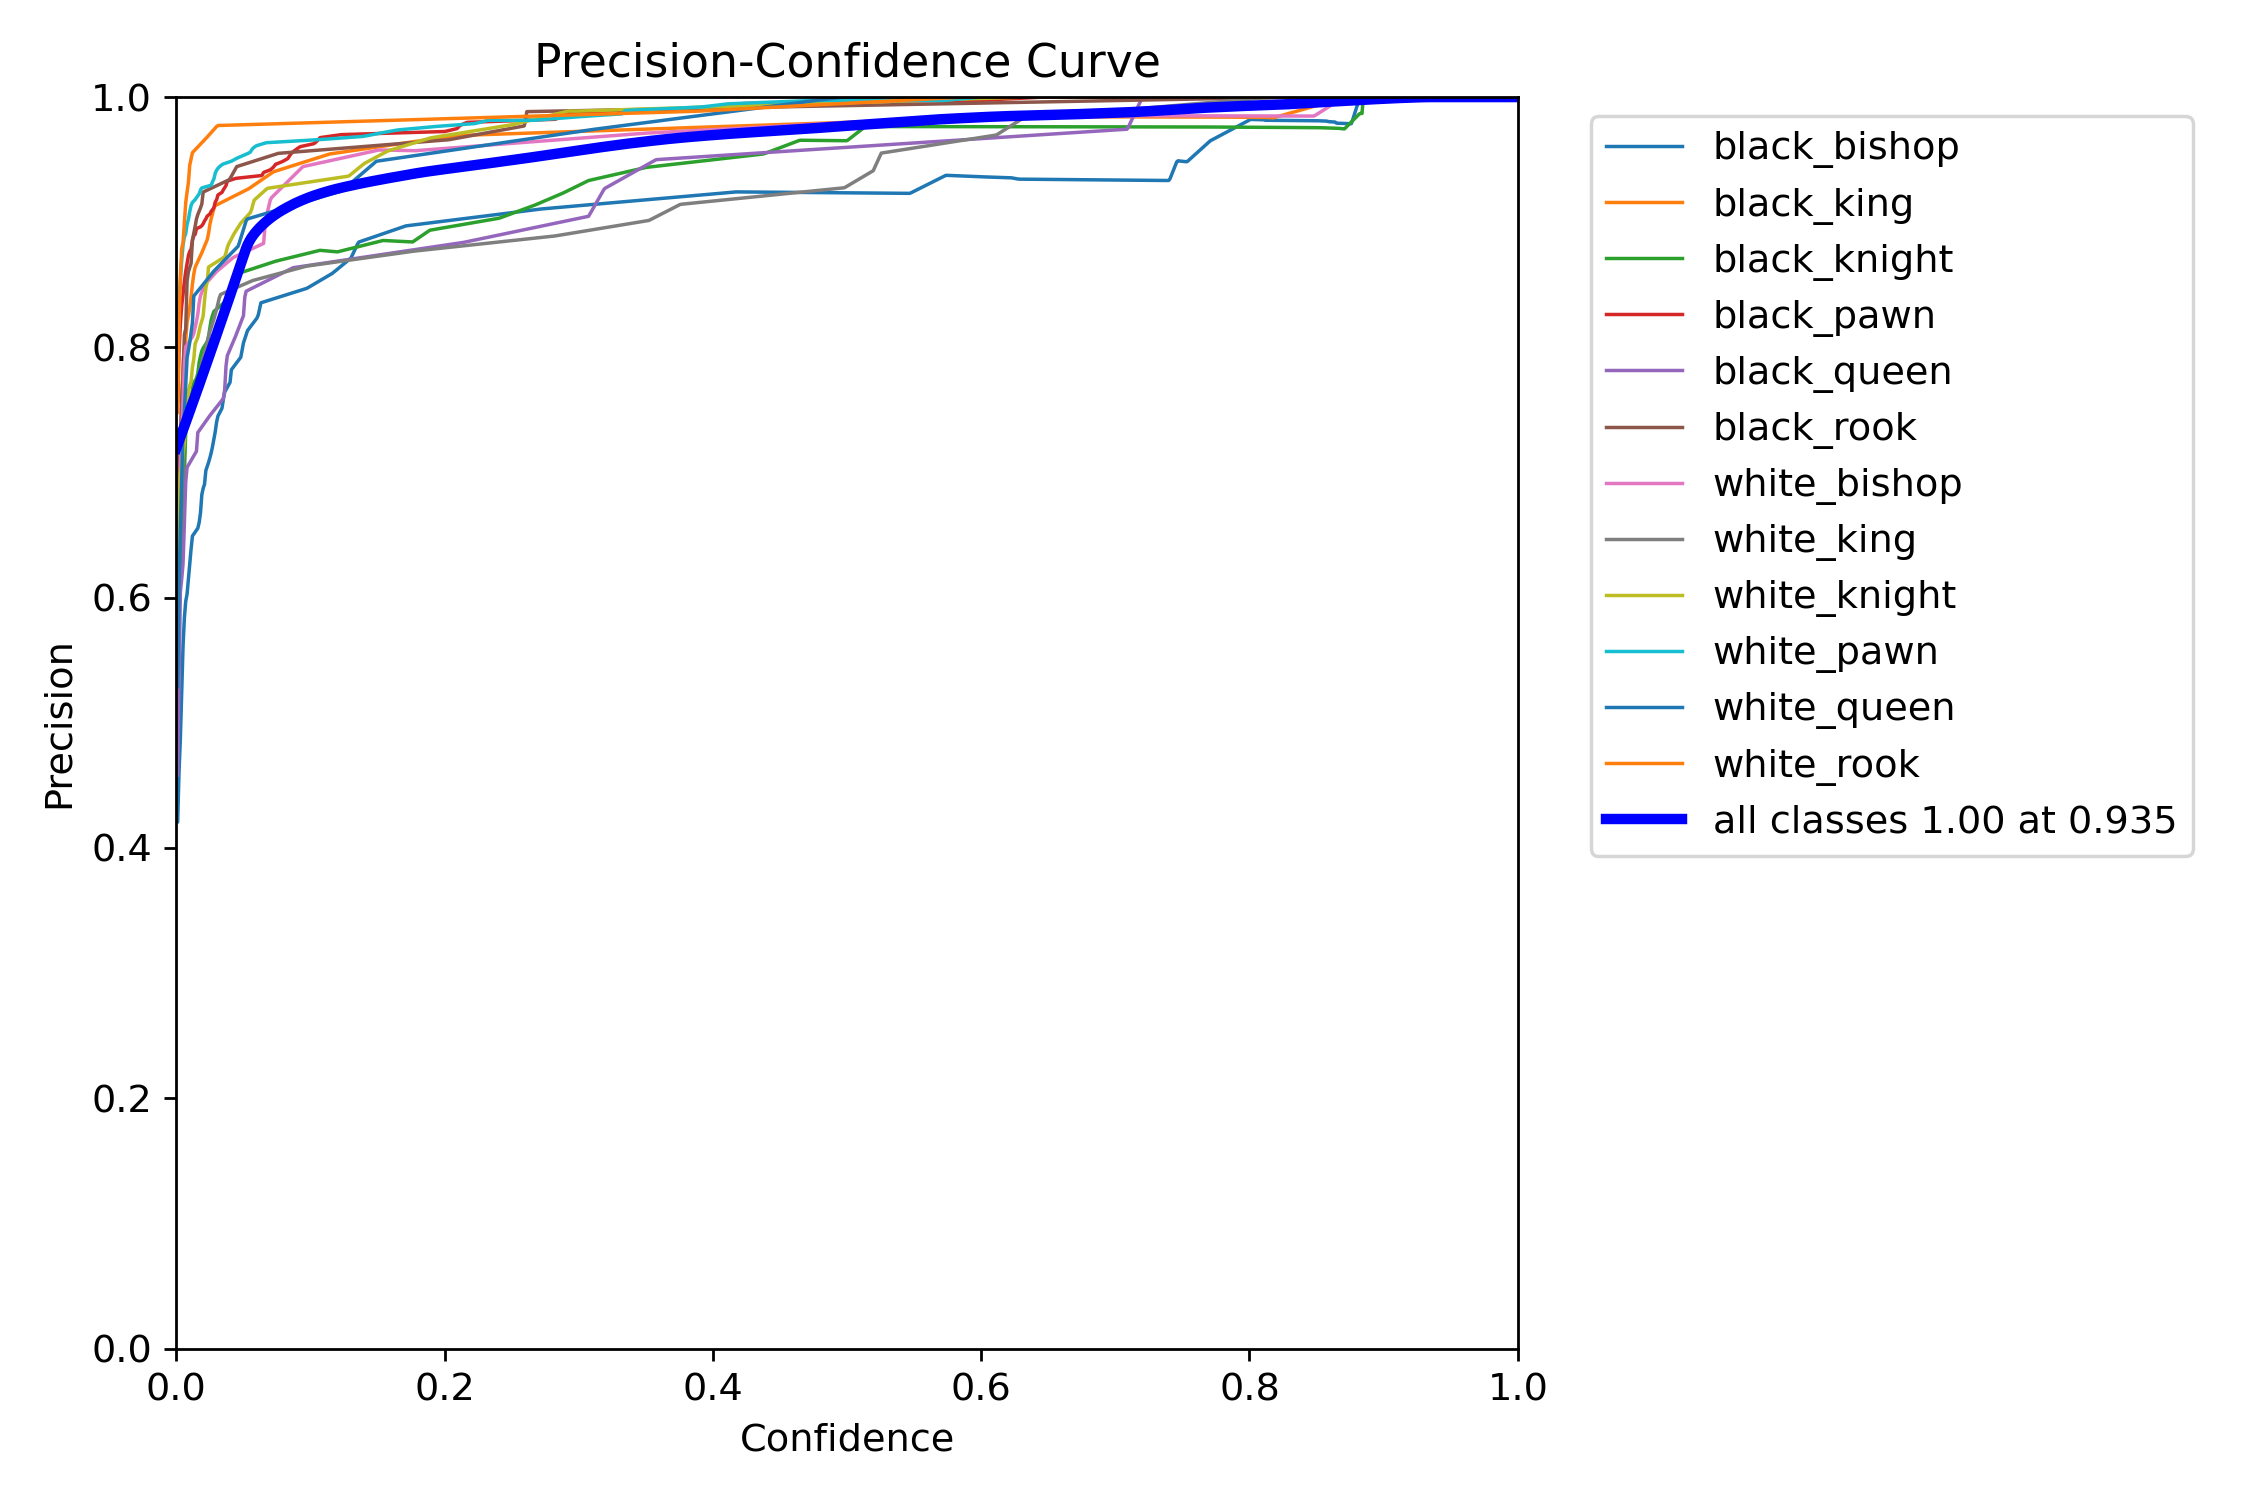 Precision-Confidence Curve
1.0
0.8
0.6
0.4
0.2
0.0
Precision
0.0 0.2 0.4 0.6 0.8 1.0
Confidence
black_bishop
black_king
black_knight
black_pawn
black_queen
black_rook
white_bishop
white_king
white_knight
white_pawn
white_queen
white_rook
all classes 1.00 at 0.935